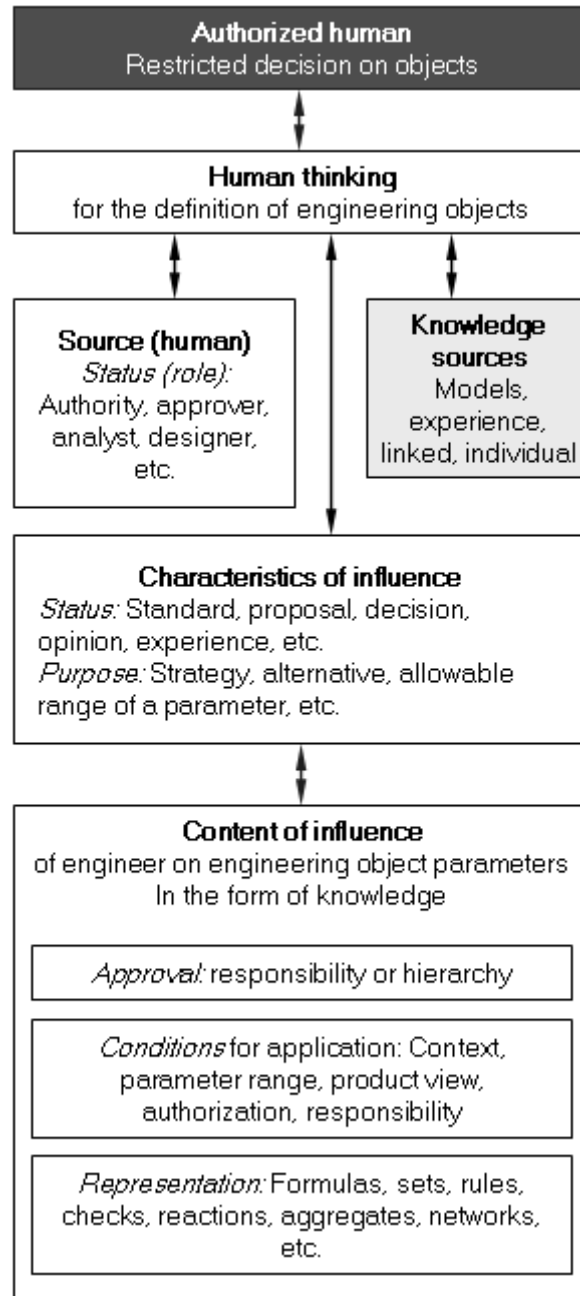 Authorized human
Restricted decision on objects
Human thinking
for the definition of engineering objects
Source (human)
Status (role):
Authority, approver,
analyst, designer,
etc.
Knowledge
sources
Models,
experience,
linked, individual
Characteristics of influence
Status: Standard, proposal, decision,
opinion, experience, etc.
Purpose: Strategy, alternative, allowable
range of a parameter, etc.
Content of influence
of engineer on engineering object parameters
In the form of knowledge
Approval: responsibility or hierarchy
Conditions for application: Context,
parameter range, product view,
authorization, responsibility
Representation: Formulas, sets, rules,
checks, reactions, aggregates, networks,
etc.